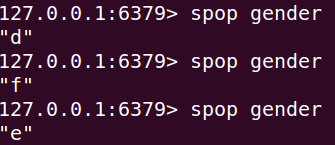 127.0.0.1:6379> spop gender
"d"
127.0.0.1:6379> spop gender
"f"
127.0.0.1:6379> spop gender
"e"